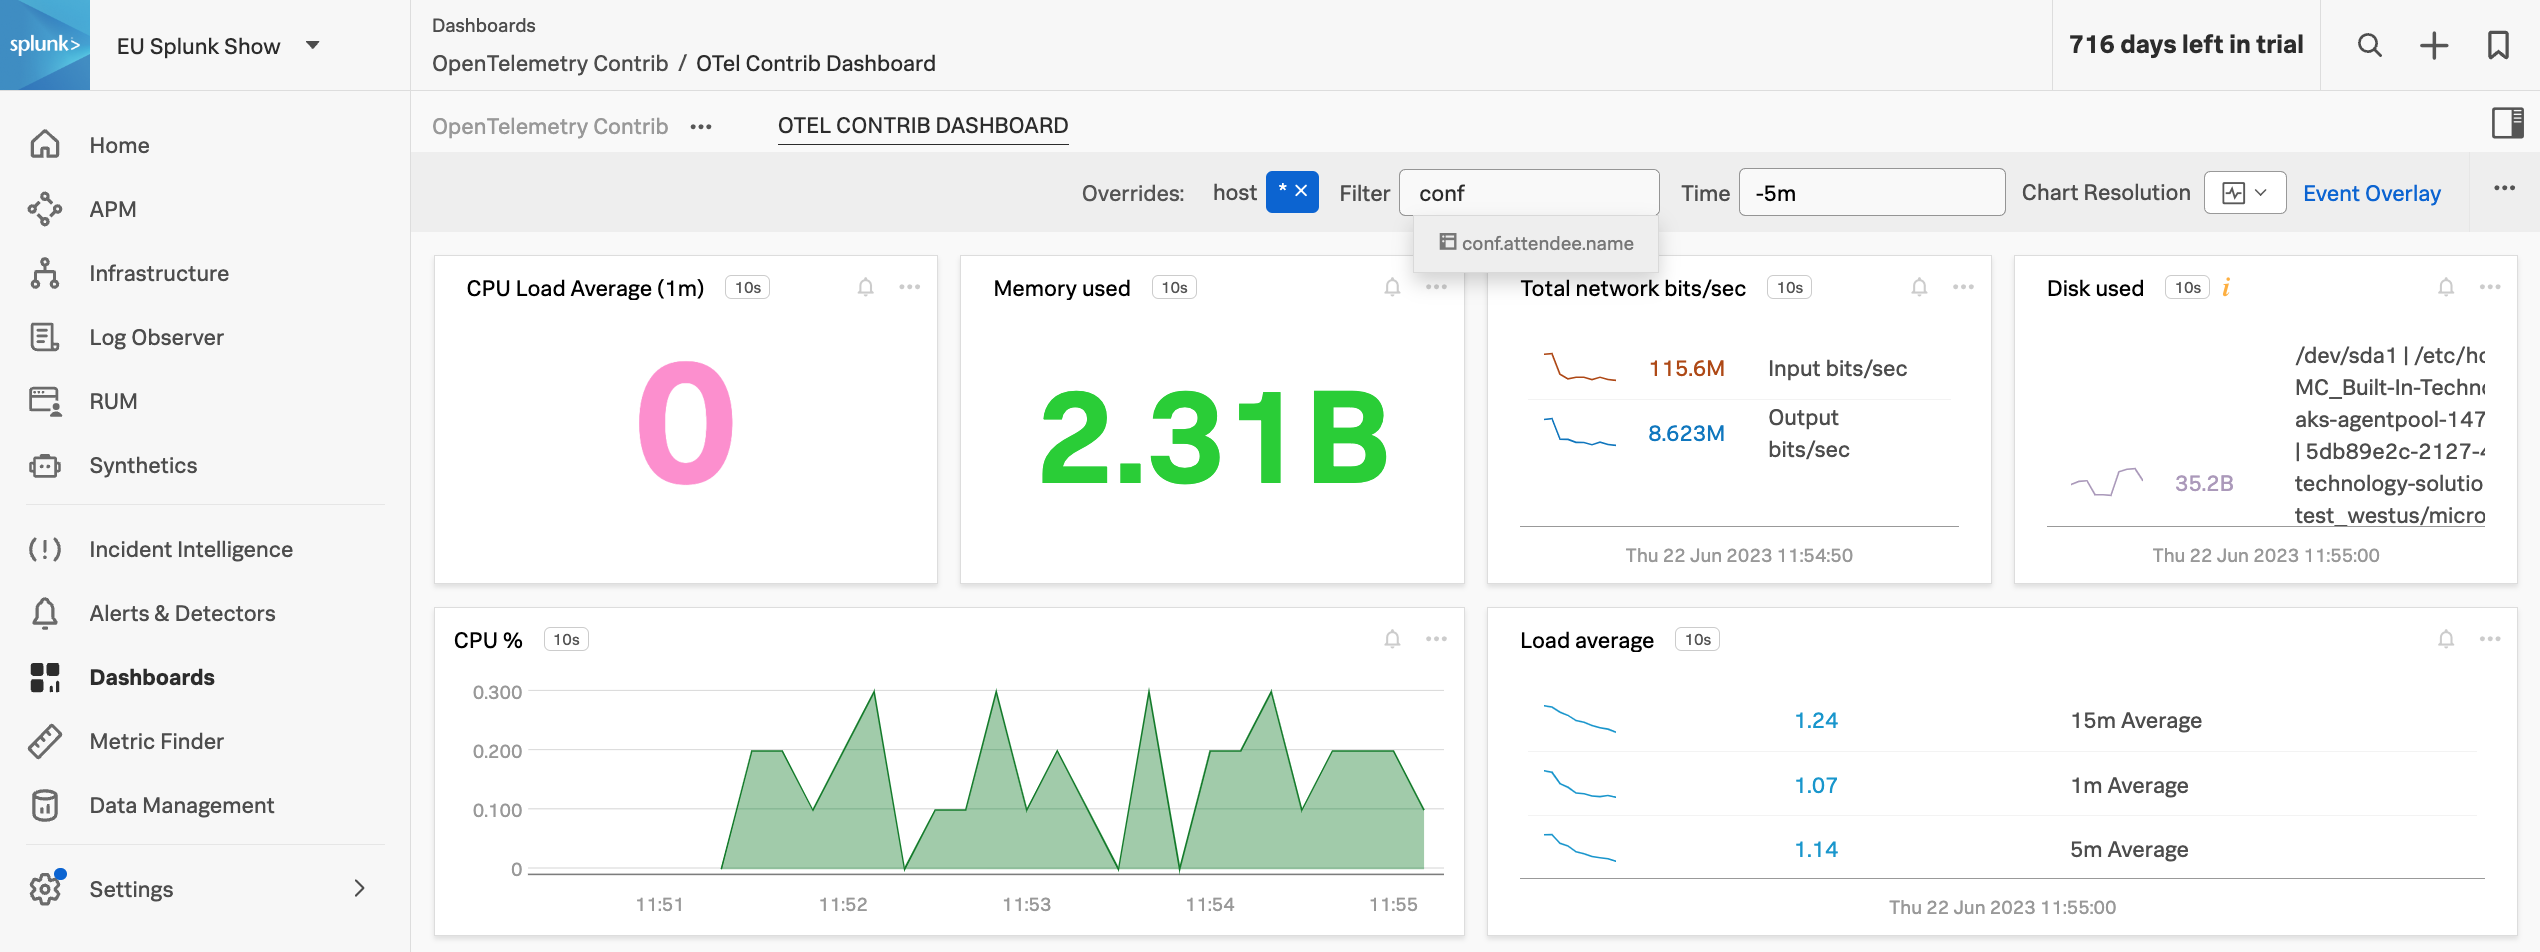 splunk>
EU Splunk Show
Dashboards
OpenTelemetry Contrib / OTel Contrib Dashboard
716 days left in trial
Home
APM
Infrastructure
Log Observer
RUM
Synthetics
Incident Intelligence
Alerts & Detectors
Dashboards
Metric Finder
Data Management
Settings
OpenTelemetry Contrib ···
OTEL CONTRIB DASHBOARD
Overrides: host * × Filter conf Time -5m Chart Resolution Event Overlay ···
conf.attendee.name
CPU Load Average (1m) 10s
0
Memory used 10s
2.31B
Total network bits/sec 10s
115.6M Input bits/sec
8.623M Output
bits/sec
Thu 22 Jun 2023 11:54:50
Disk used 10s i
/dev/sda1 | /etc/ho
MC_Built-In-Techno
aks-agentpool-147
| 5db89e2c-2127-4
35.2B technology-solutio
test_westus/micro
Thu 22 Jun 2023 11:55:00
CPU % 10s
0.300
0.200
0.100
0
11:51 11:52 11:53 11:54 11:55
Load average 10s
1.24 15m Average
1.07 1m Average
1.14 5m Average
Thu 22 Jun 2023 11:55:00